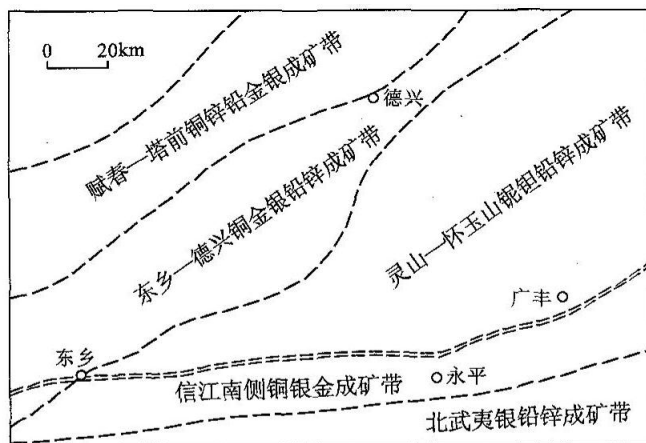 0 20km
赋春—塔前铜锌铅金银成矿带
德兴
东乡—德兴铜金银铅锌成矿带
灵山—怀玉山铌钽铅锌成矿带
广丰
东乡
信江南侧铜银金成矿带
永平
北武夷银铅锌成矿带